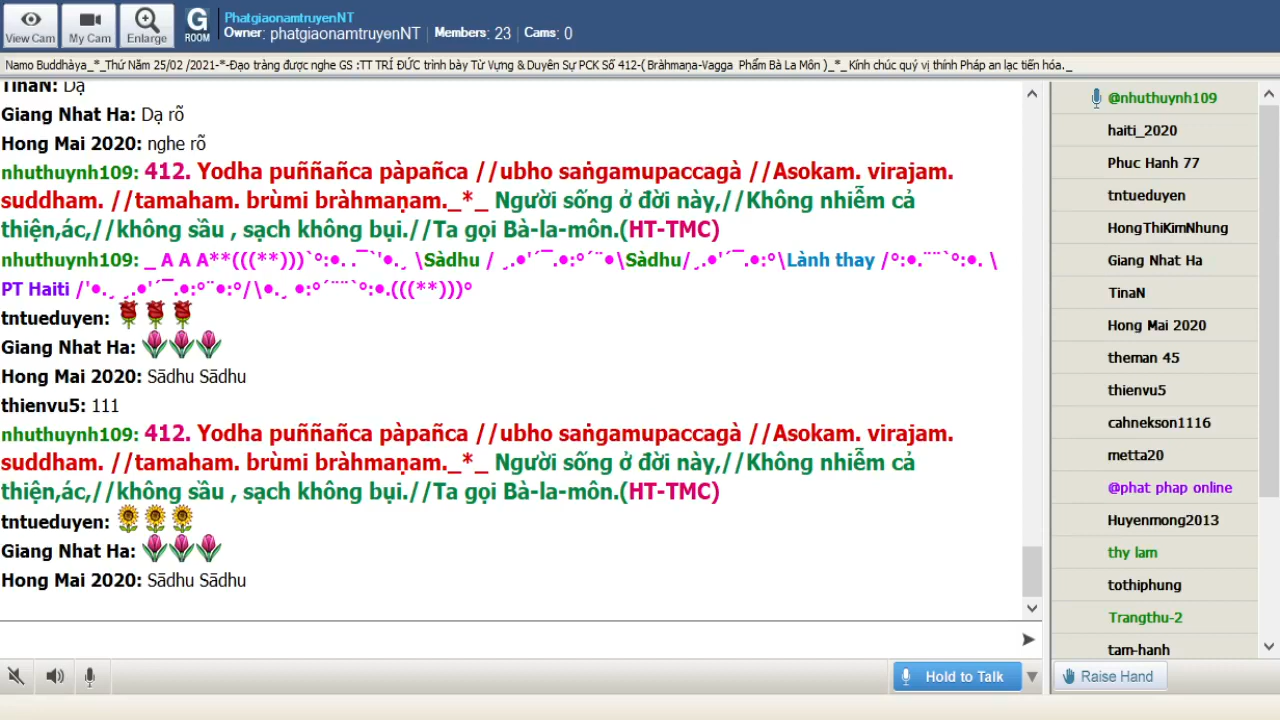 View Cam
My Cam
Enlarge
G
ROOM
PhatgiaonamtruyenNT
Owner: phatgiaonamtruyenNT | Members: 23 | Cams: 0
Namo Buddhàya_*_Thứ Năm 25/02 /2021-*-Đạo tràng được nghe GS :TT TRÍ ĐỨC trình bày Từ Vựng & Duyên Sự PCK Số 412-( Bràhmaṇa-Vagga Phẩm Bà La Môn )_*_ Kính chúc quý vị thính Pháp an lạc tiến hóa._
TinaN: Dạ
Giang Nhat Ha: Dạ rõ
Hong Mai 2020: nghe rõ
nhuthuynh109: 412. Yodha puññañca pàpañca //ubho saṅgamupaccagà //Asokam. virajam.
suddham. //tamaham. brùmi bràhmaṇam._*_ Người sống ở đời này,//Không nhiễm cả
thiện,ác,//không sầu , sạch không bụi.//Ta gọi Bà-la-môn.(HT-TMC)
nhuthuynh109: _ A A A**(((**)))`°:•. .¯`'•.¸ \Sàdhu / ¸.•'´¯.•:°´¨•\Sàdhu/¸.•'´¯.•:°\Lành thay /°:•.¨¨`°:•. \
PT Haiti /'•.¸ ¸.•'´¯.•:°¨•:°/\•.¸ •:°´¨¨`°:•.(((**)))°
tntueduyen:
Giang Nhat Ha:
Hong Mai 2020: Sādhu Sādhu
thienvu5: 111
nhuthuynh109: 412. Yodha puññañca pàpañca //ubho saṅgamupaccagà //Asokam. virajam.
suddham. //tamaham. brùmi bràhmaṇam._*_ Người sống ở đời này,//Không nhiễm cả
thiện,ác,//không sầu , sạch không bụi.//Ta gọi Bà-la-môn.(HT-TMC)
tntueduyen:
Giang Nhat Ha:
Hong Mai 2020: Sādhu Sādhu
@nhuthuynh109
haiti_2020
Phuc Hanh 77
tntueduyen
HongThiKimNhung
Giang Nhat Ha
TinaN
Hong Mai 2020
theman 45
thienvu5
cahnekson1116
metta20
@phat phap online
Huyenmong2013
thy lam
tothiphung
Trangthu-2
tam-hanh
Hold to Talk
Raise Hand